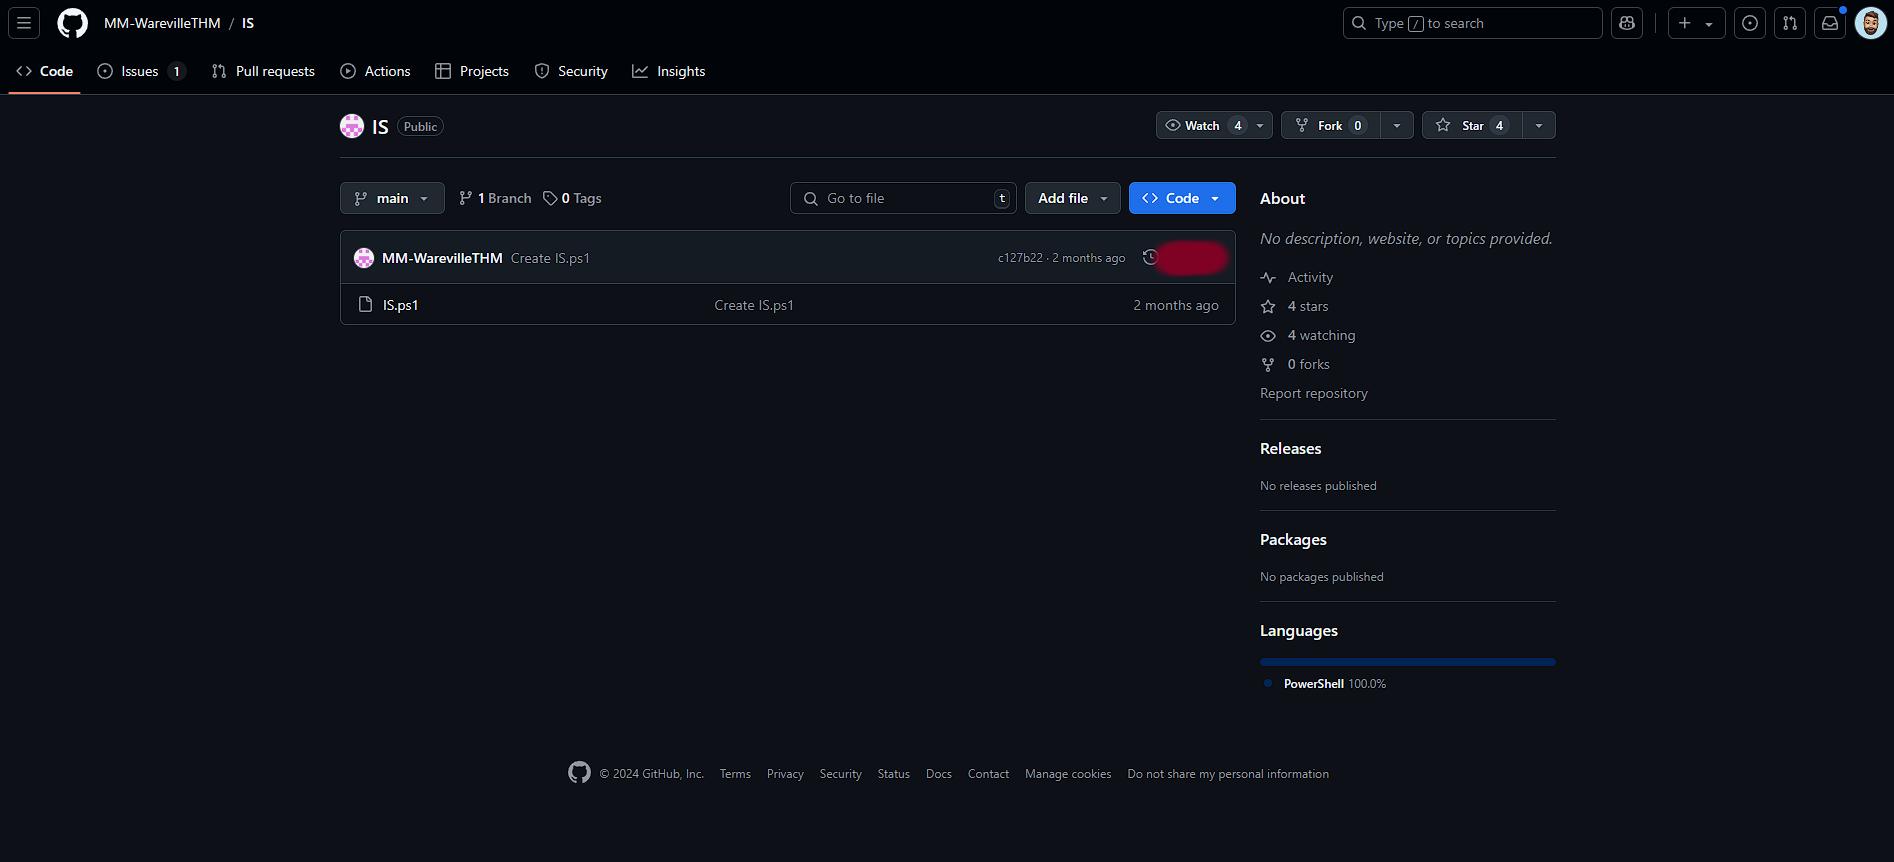 MM-WarevilleTHM / IS
Type / to search
Code Issues 1 Pull requests Actions Projects Security Insights
IS Public
Watch 4 Fork 0 Star 4
main 1 Branch 0 Tags Go to file t Add file Code
MM-WarevilleTHM Create IS.ps1 c127b22 · 2 months ago
IS.ps1 Create IS.ps1 2 months ago
About
No description, website, or topics provided.
Activity
4 stars
4 watching
0 forks
Report repository
Releases
No releases published
Packages
No packages published
Languages
PowerShell 100.0%
© 2024 GitHub, Inc. Terms Privacy Security Status Docs Contact Manage cookies Do not share my personal information